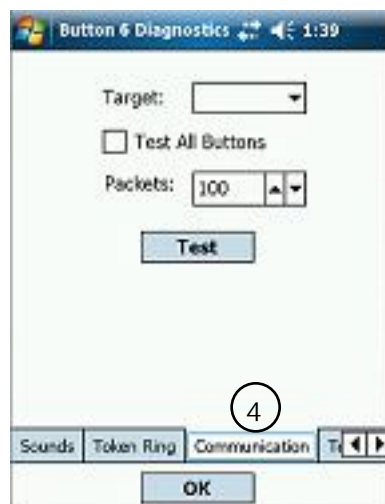 Button 6 Diagnostics 1:39
Target:
Test All Buttons
Packets: 100
Test
4
Sounds Token Ring Communication T
OK